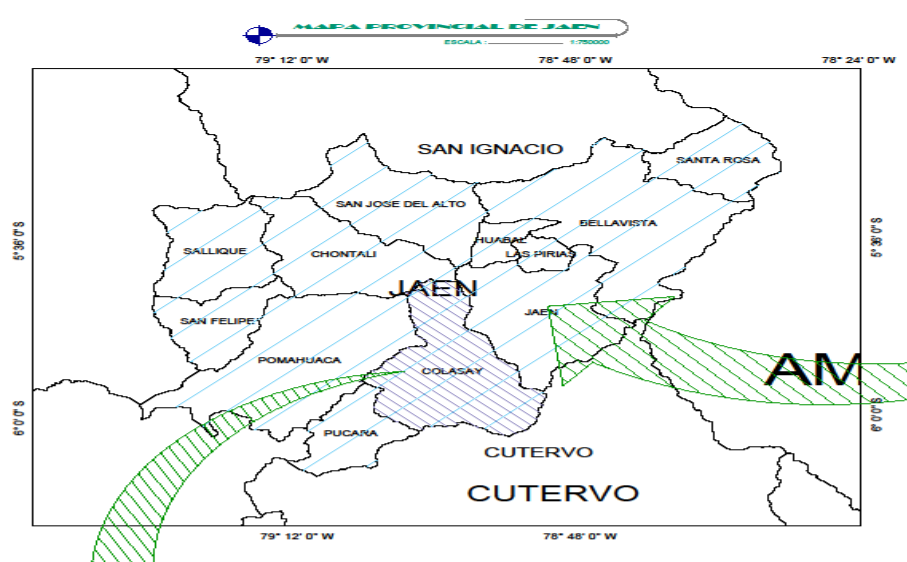 MAPA PROVINCIAL DE JAEN
ESCALA : 1:750000
79° 12' 0" W
78° 48' 0" W
78° 24' 0" W
SAN IGNACIO
SANTA ROSA
SAN JOSE DEL ALTO
BELLAVISTA
5°36'0"S
5°36'0"S
HUABAL
SALLIQUE
CHONTALI
LAS PIRIAS
JAEN
JAEN
SAN FELIPE
POMAHUACA
COLASAY
AM
6°0'0"S
6°0'0"S
PUCARA
CUTERVO
CUTERVO
79° 12' 0" W
78° 48' 0" W